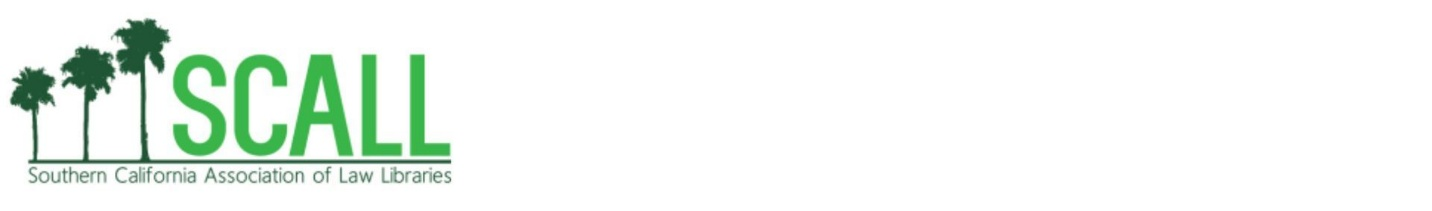 SCALL
Southern California Association of Law Libraries